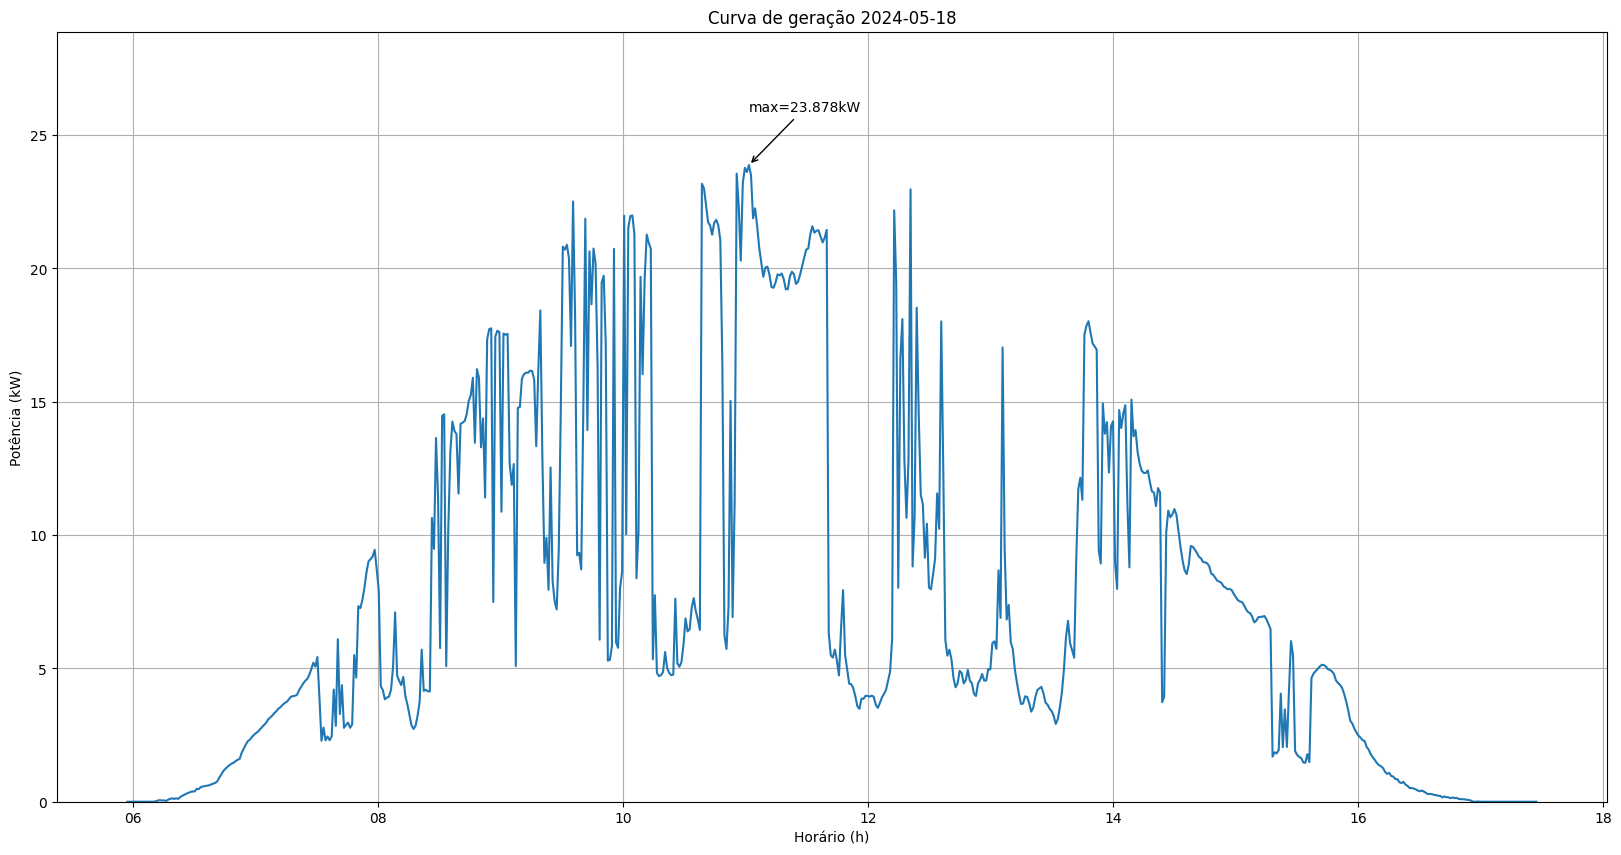 Curva de geração 2024-05-18
max=23.878kW
Potência (kW)
25
20
15
10
5
0
06 08 10 12 14 16 18
Horário (h)